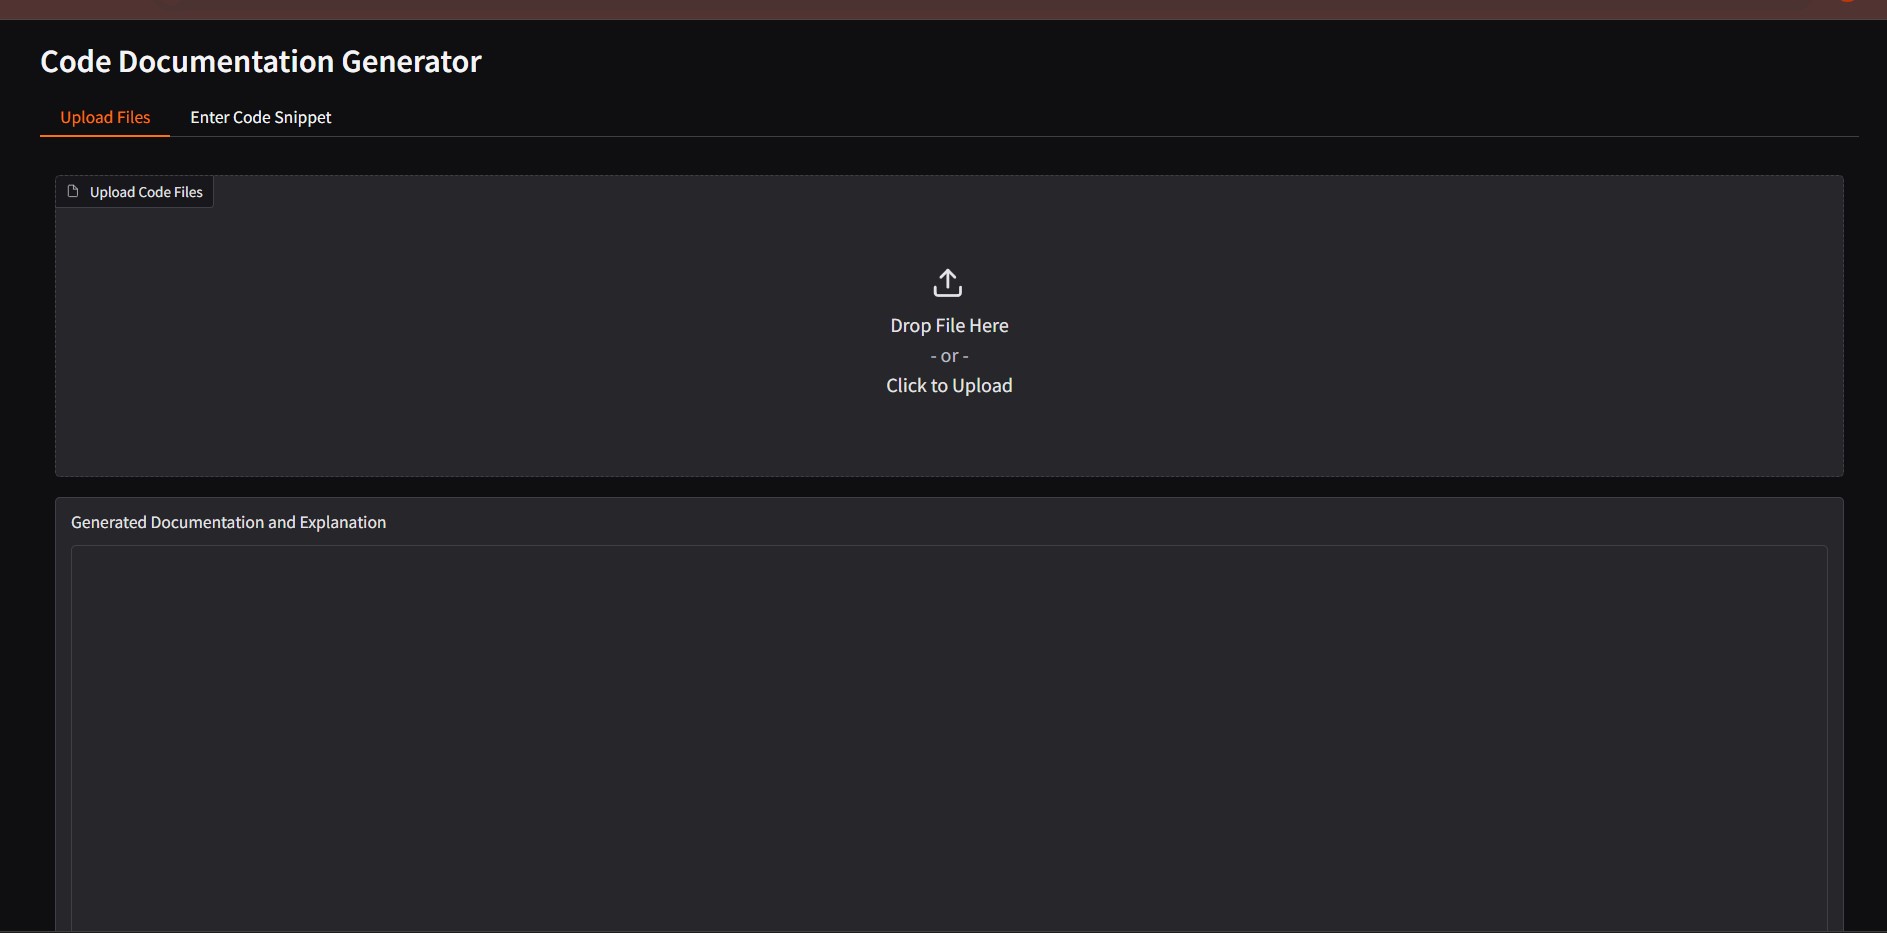 Code Documentation Generator
Upload Files
Enter Code Snippet
Upload Code Files
Drop File Here
- or -
Click to Upload
Generated Documentation and Explanation